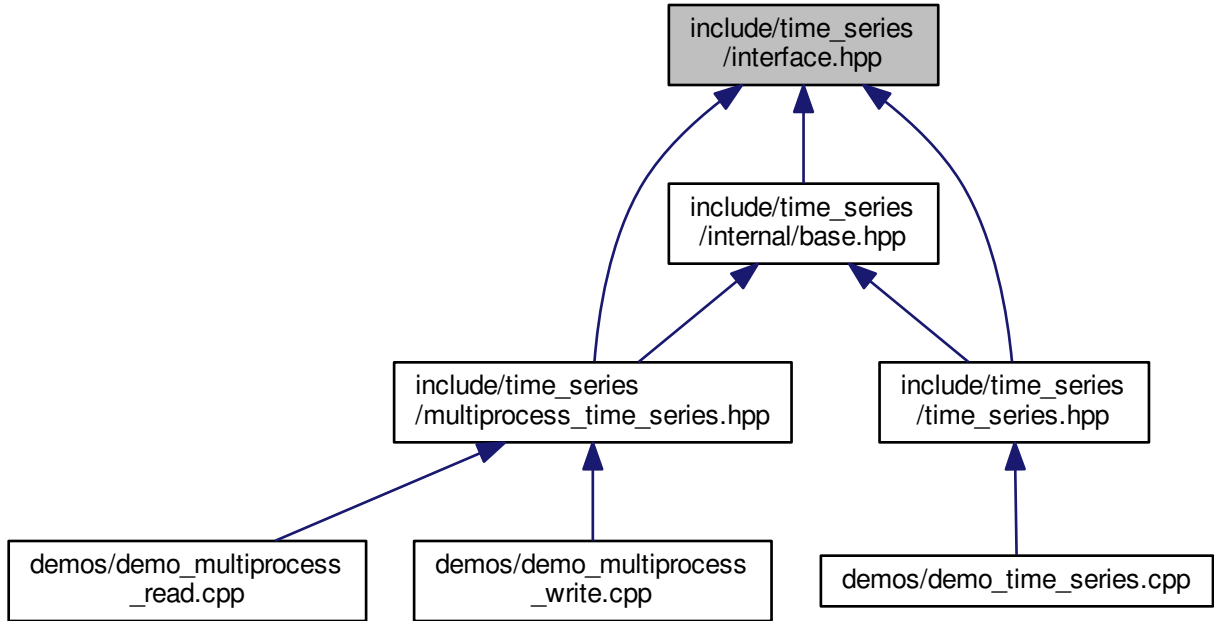 include/time_series
/interface.hpp
include/time_series
/internal/base.hpp
include/time_series
/multiprocess_time_series.hpp
include/time_series
/time_series.hpp
demos/demo_multiprocess
_read.cpp
demos/demo_multiprocess
_write.cpp
demos/demo_time_series.cpp